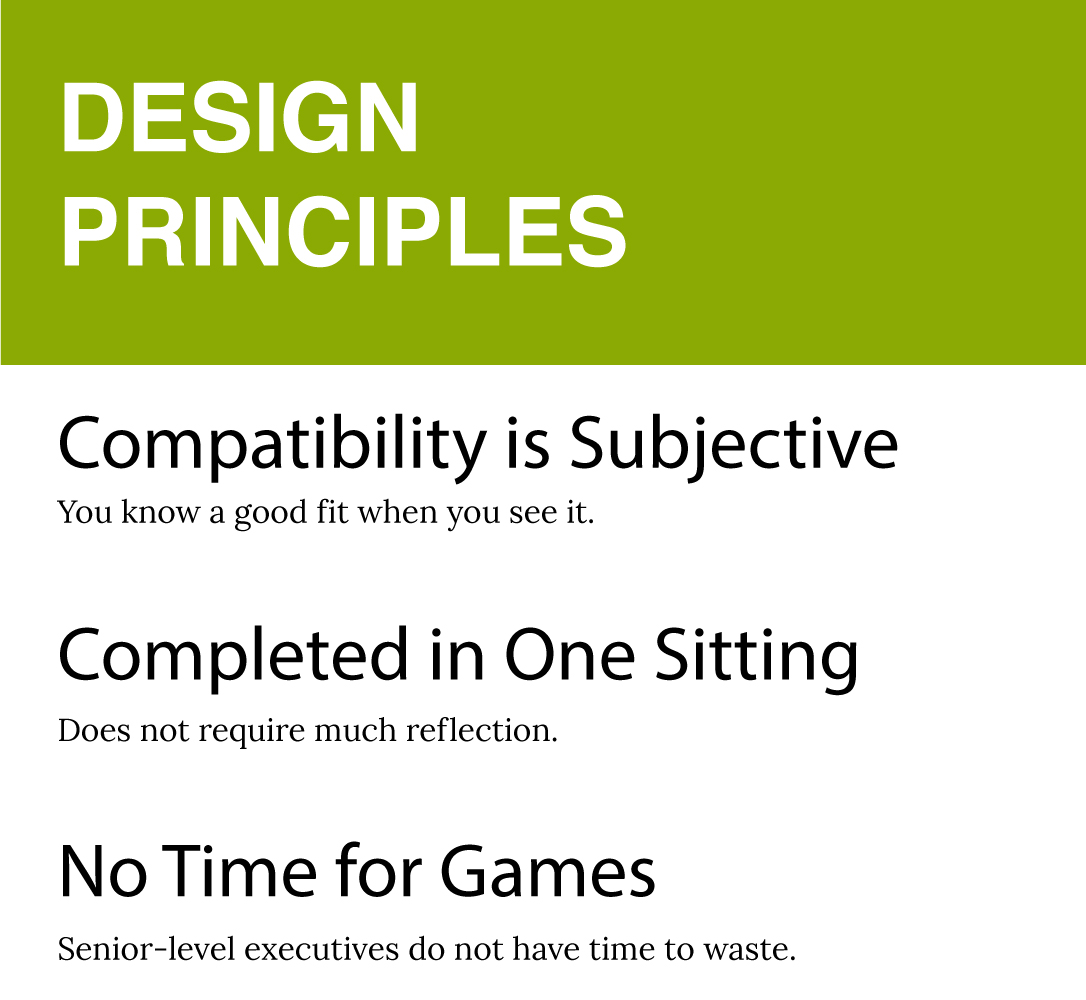 DESIGN
PRINCIPLES
Compatibility is Subjective
You know a good fit when you see it.
Completed in One Sitting
Does not require much reflection.
No Time for Games
Senior-level executives do not have time to waste.